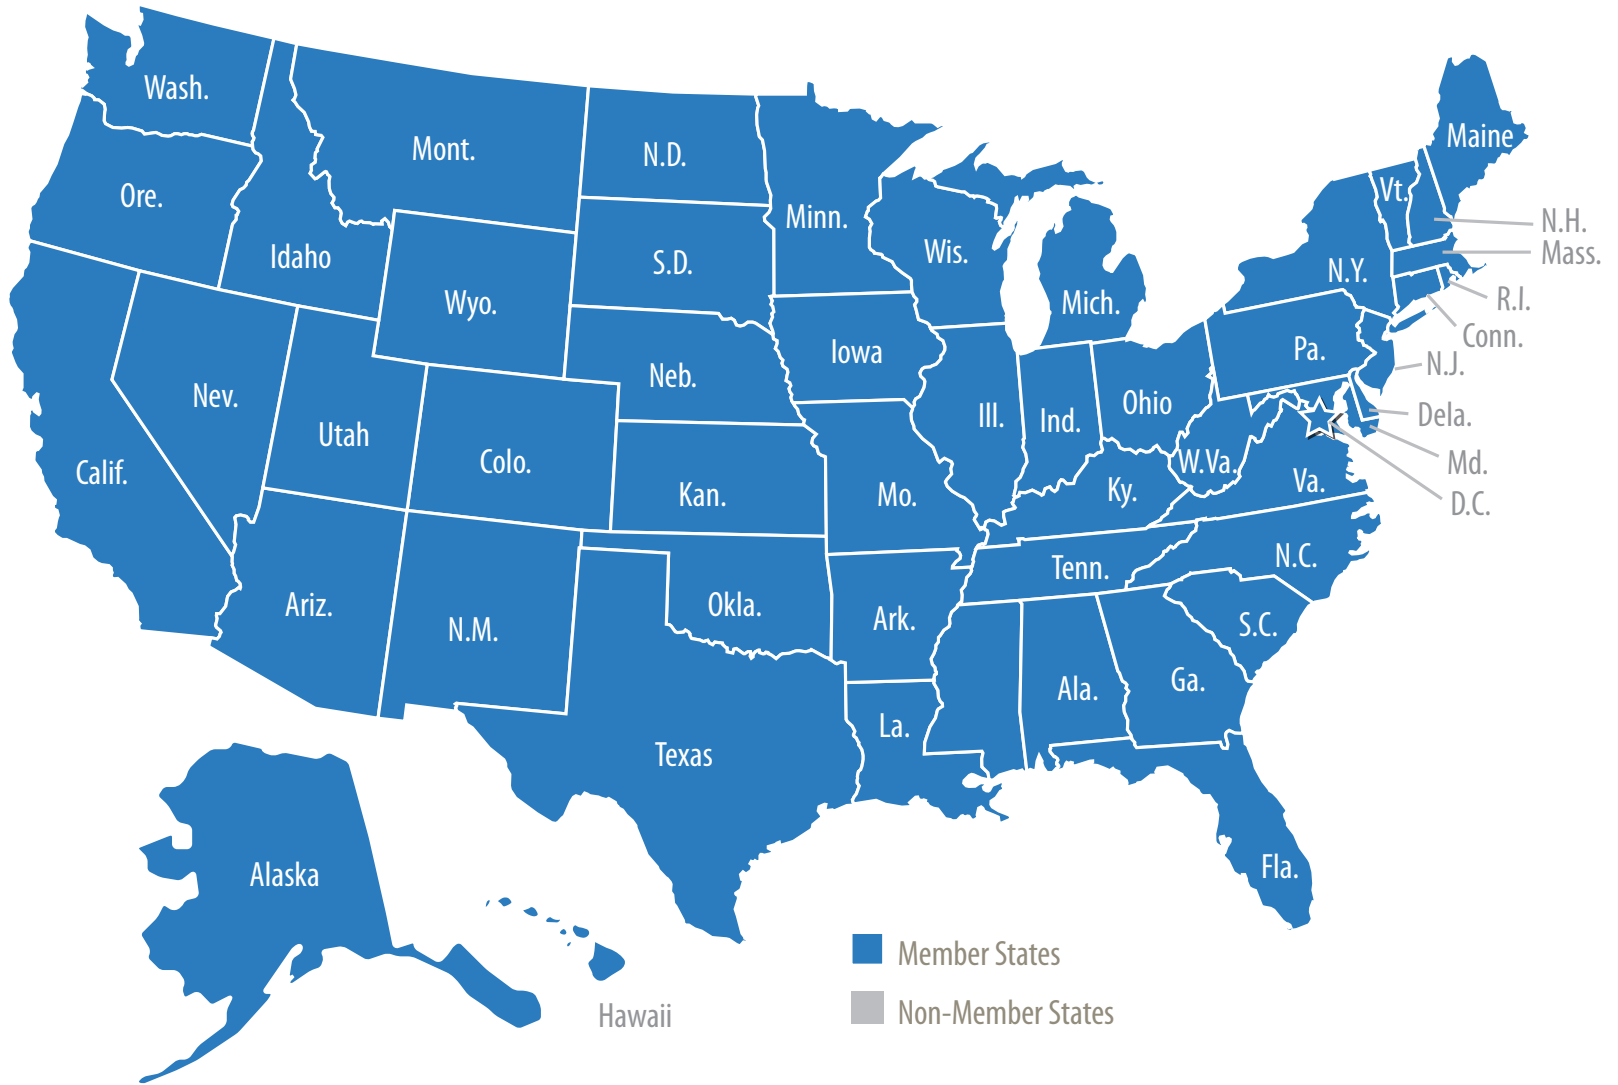 Wash.
Mont.
N.D.
Minn.
Maine
Ore.
Idaho
Wyo.
S.D.
Wis.
Mich.
N.Y.
Vt.
N.H.
Mass.
R.I.
Conn.
N.J.
Dela.
Md.
D.C.
Calif.
Nev.
Utah
Colo.
Neb.
Iowa
Ill.
Ind.
Ohio
Pa.
Kan.
Mo.
Ky.
W.Va.
Va.
Ariz.
N.M.
Okla.
Ark.
Tenn.
N.C.
S.C.
Texas
La.
Ala.
Ga.
Fla.
Alaska
Hawaii
Member States
Non-Member States